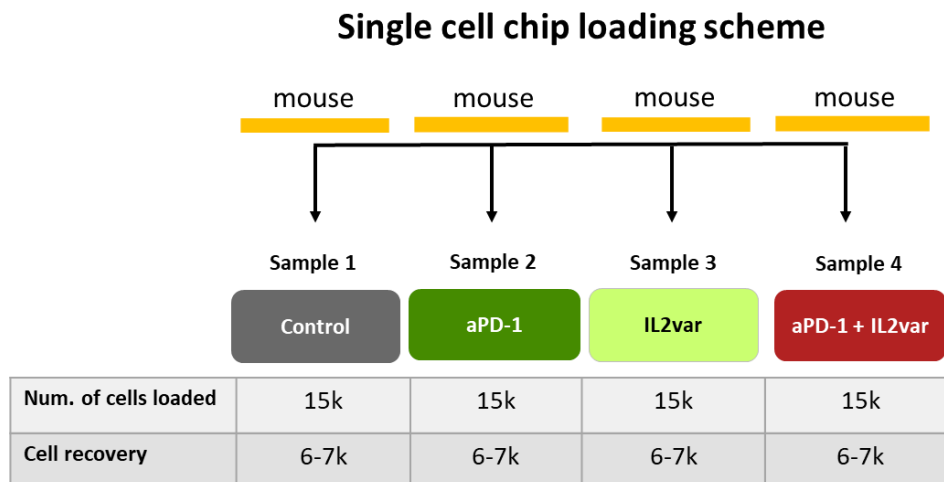 Single cell chip loading scheme
mouse mouse mouse mouse
Sample 1 Sample 2 Sample 3 Sample 4
Control aPD-1 IL2var aPD-1 + IL2var
Num. of cells loaded 15k 15k 15k 15k
Cell recovery 6-7k 6-7k 6-7k 6-7k